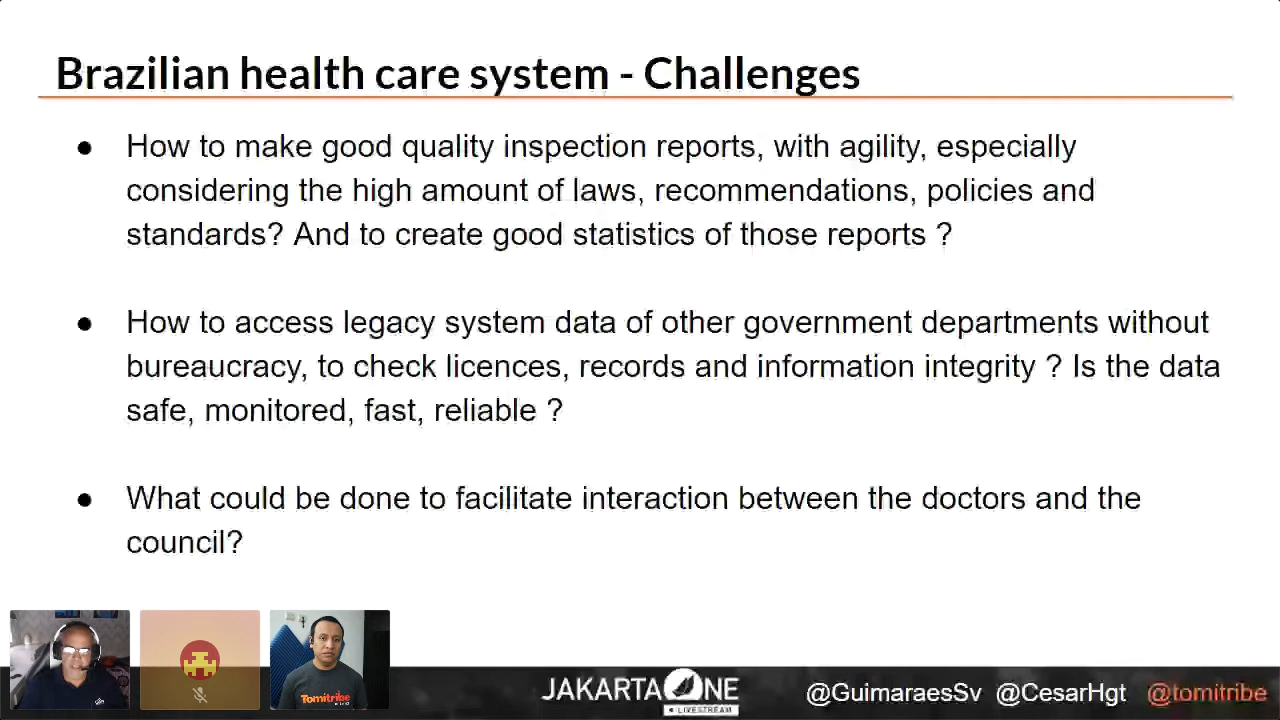 Brazilian health care system - Challenges
● How to make good quality inspection reports, with agility, especially
considering the high amount of laws, recommendations, policies and
standards? And to create good statistics of those reports ?
● How to access legacy system data of other government departments without
bureaucracy, to check licences, records and information integrity ? Is the data
safe, monitored, fast, reliable ?
● What could be done to facilitate interaction between the doctors and the
council?
Tomitribe
JAKARTA ONE
LIVESTREAM
@GuimaraesSv @CesarHgt @tomitribe